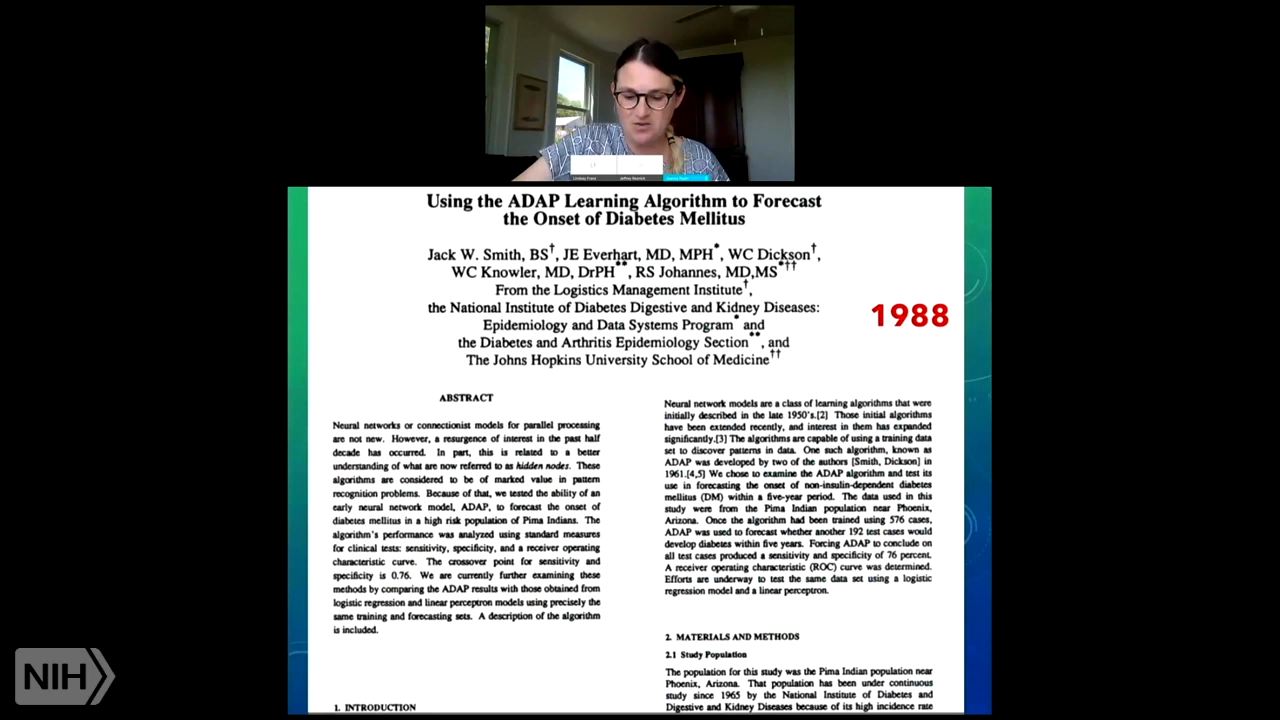 Lindsay Franz
Jeffrey Reznick
Using the ADAP Learning Algorithm to Forecast
the Onset of Diabetes Mellitus
Jack W. Smith, BS†, JE Everhart, MD, MPH*, WC Dickson†,
WC Knowler, MD, DrPH**, RS Johannes, MD,MS*††
From the Logistics Management Institute†,
the National Institute of Diabetes Digestive and Kidney Diseases:
Epidemiology and Data Systems Program* and
the Diabetes and Arthritis Epidemiology Section**, and
The Johns Hopkins University School of Medicine††
1988
ABSTRACT
Neural networks or connectionist models for parallel processing
are not new. However, a resurgence of interest in the past half
decade has occurred. In part, this is related to a better
understanding of what are now referred to as hidden nodes. These
algorithms are considered to be of marked value in pattern
recognition problems. Because of that, we tested the ability of an
early neural network model, ADAP, to forecast the onset of
diabetes mellitus in a high risk population of Pima Indians. The
algorithm's performance was analyzed using standard measures
for clinical tests: sensitivity, specificity, and a receiver operating
characteristic curve. The crossover point for sensitivity and
specificity is 0.76. We are currently further examining these
methods by comparing the ADAP results with those obtained from
logistic regression and linear perceptron models using precisely the
same training and forecasting sets. A description of the algorithm
is included.
1. INTRODUCTION
Neural network models are a class of learning algorithms that were
initially described in the late 1950's.[2] Those initial algorithms
have been extended recently, and interest in them has expanded
significantly.[3] The algorithms are capable of using a training data
set to discover patterns in data. One such algorithm, known as
ADAP was developed by two of the authors [Smith, Dickson] in
1961.[4,5] We chose to examine the ADAP algorithm and test its
use in forecasting the onset of non-insulin-dependent diabetes
mellitus (DM) within a five-year period. The data used in this
study were from the Pima Indian population near Phoenix,
Arizona. Once the algorithm had been trained using 576 cases,
ADAP was used to forecast whether another 192 test cases would
develop diabetes within five years. Forcing ADAP to conclude on
all test cases produced a sensitivity and specificity of 76 percent.
A receiver operating characteristic (ROC) curve was determined.
Efforts are underway to test the same data set using a logistic
regression model and a linear perceptron.
2. MATERIALS AND METHODS
2.1 Study Population
The population for this study was the Pima Indian population near
Phoenix, Arizona. That population has been under continuous
study since 1965 by the National Institute of Diabetes and
Digestive and Kidney Diseases because of its high incidence rate
NIH